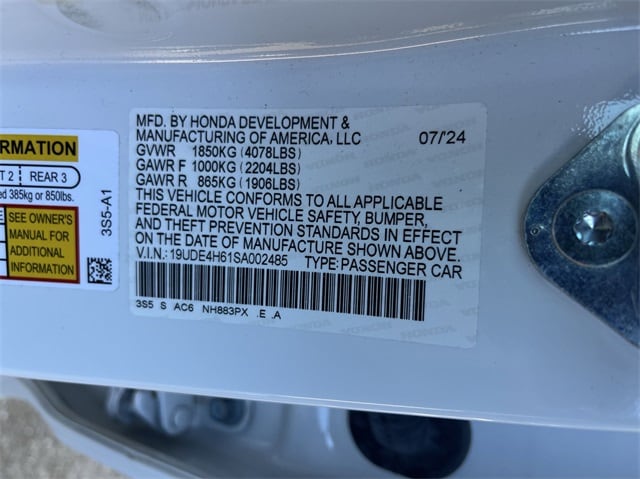 ORMATION
T 2 | REAR 3
ed 385kg or 850lbs.
SEE OWNER'S
MANUAL FOR
ADDITIONAL
INFORMATION
3S5-A1
MFD. BY HONDA DEVELOPMENT &
MANUFACTURING OF AMERICA, LLC 07/'24
GVWR 1850KG (4078LBS)
GAWR F 1000KG (2204LBS)
GAWR R 865KG (1906LBS)
THIS VEHICLE CONFORMS TO ALL APPLICABLE
FEDERAL MOTOR VEHICLE SAFETY, BUMPER,
AND THEFT PREVENTION STANDARDS IN EFFECT
ON THE DATE OF MANUFACTURE SHOWN ABOVE.
V.I.N.: 19UDE4H61SA002485 TYPE: PASSENGER CAR
3S5 S AC6 NH883PX .E .A